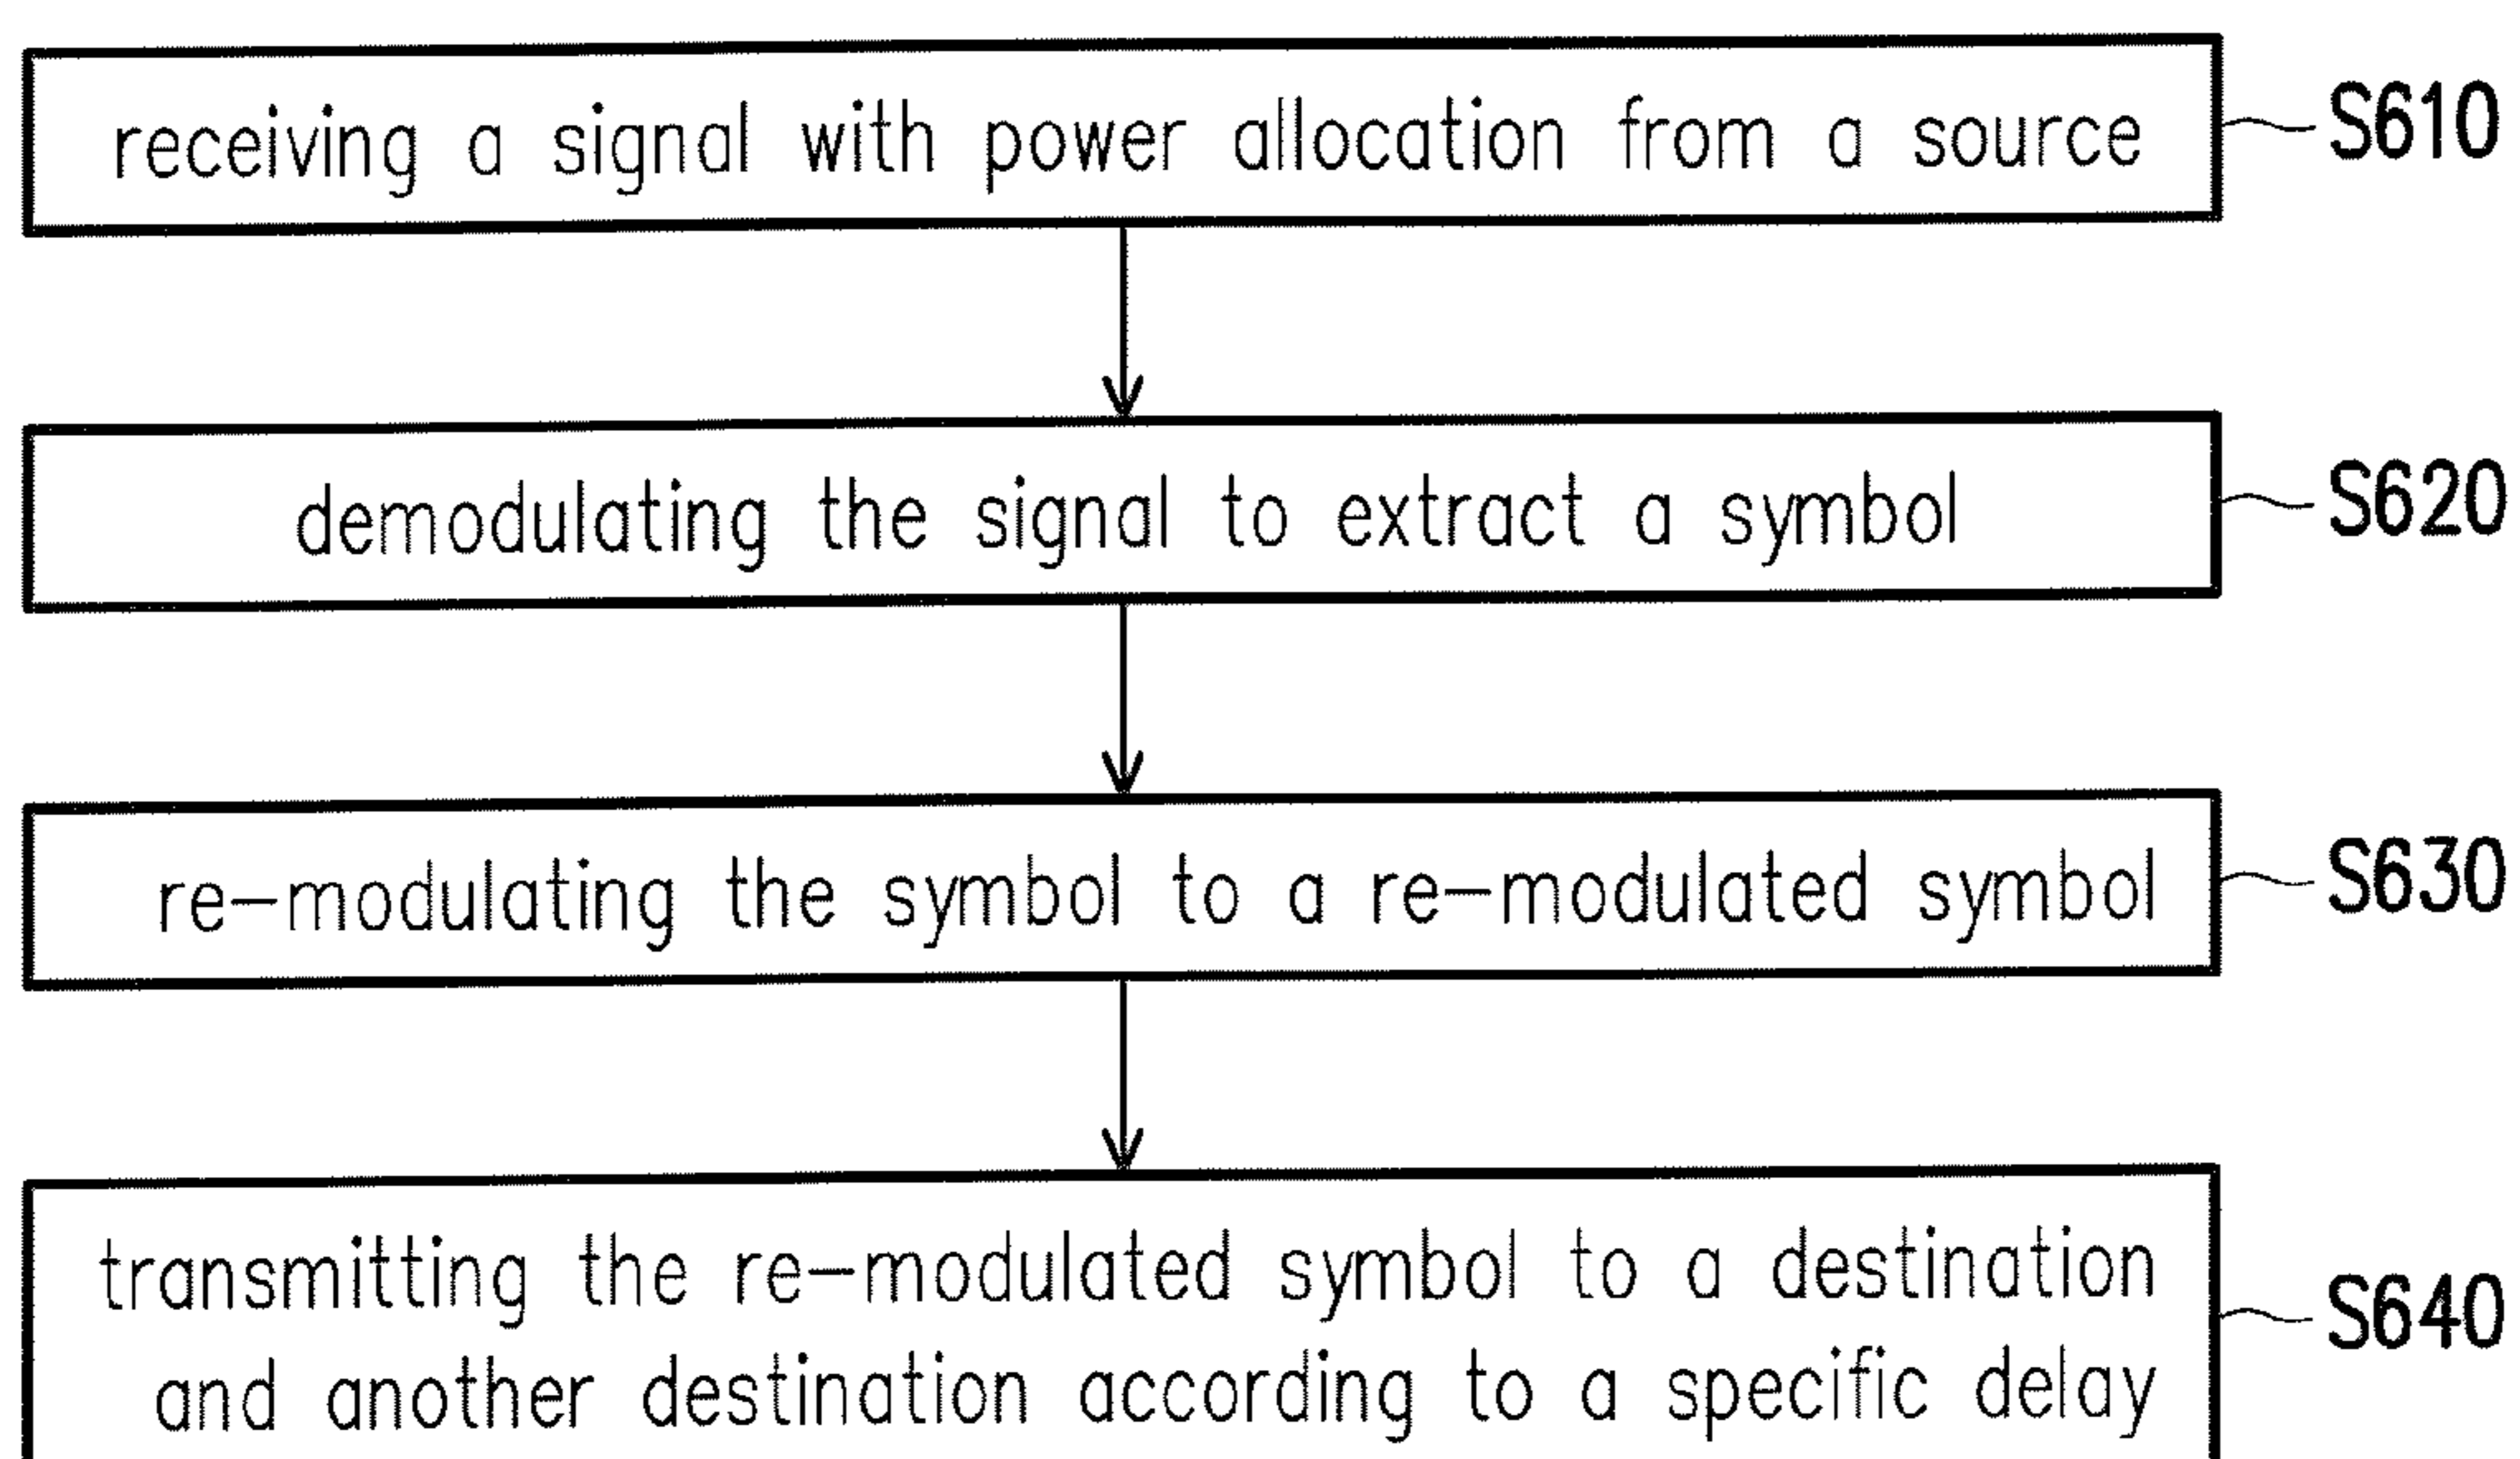 receiving a signal with power allocation from a source
S610
demodulating the signal to extract a symbol
S620
re-modulating the symbol to a re-modulated symbol
S630
transmitting the re-modulated symbol to a destination
and another destination according to a specific delay
S640